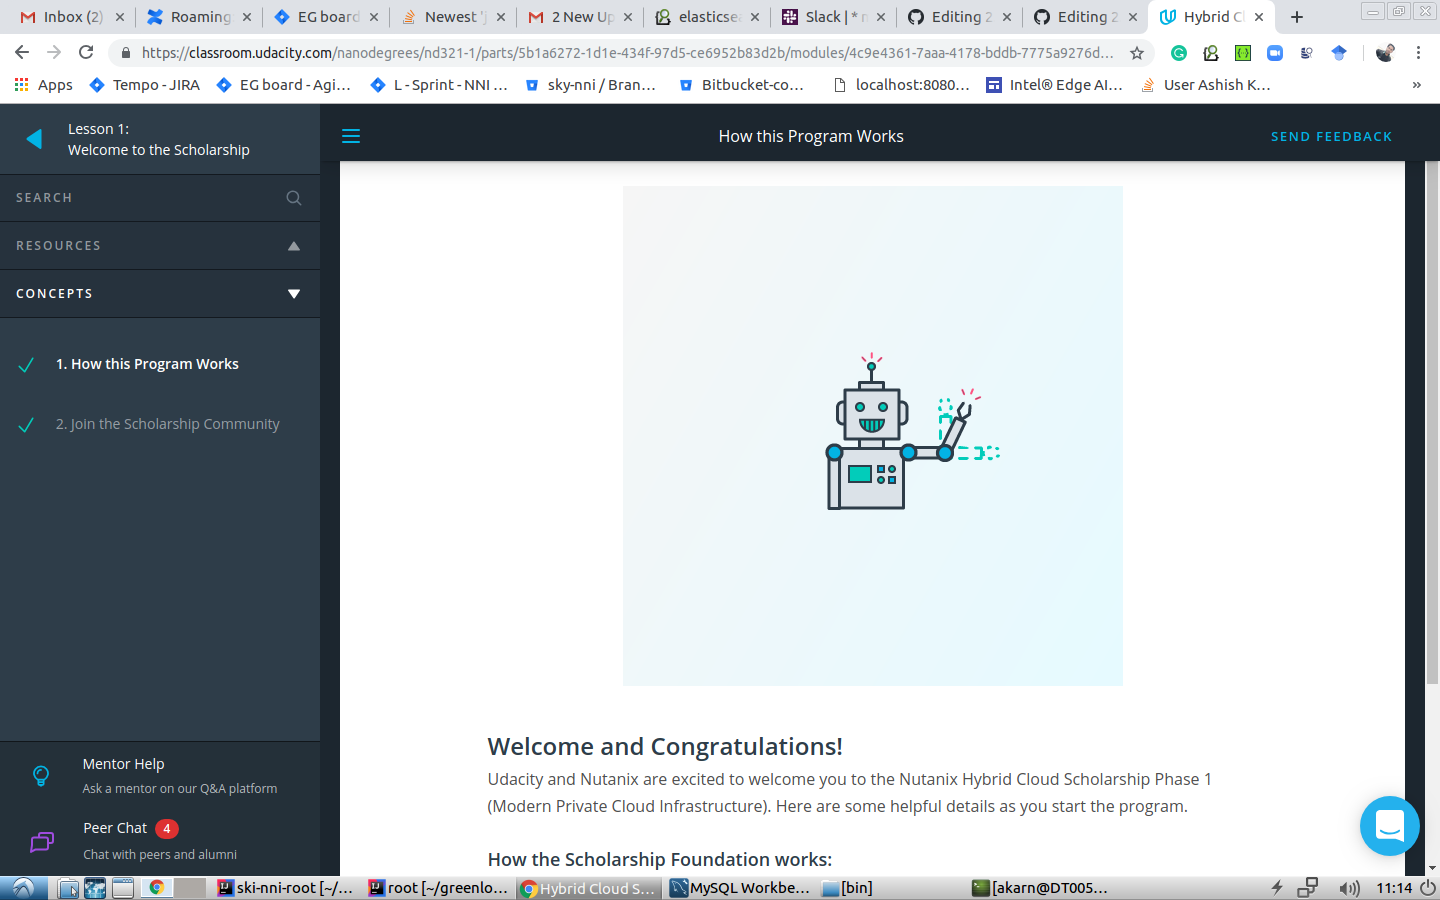 Inbox (2)
Roaming
EG board
Newest 'j
2 New Up
elasticsea
Slack | * n
Editing 2
Editing 2
Hybrid Cl
https://classroom.udacity.com/nanodegrees/nd321-1/parts/5b1a6272-1d1e-434f-97d5-ce6952b83d2b/modules/4c9e4361-7aaa-4178-bddb-7775a9276d...
Apps
Tempo - JIRA
EG board - Agi...
L - Sprint - NNI ...
sky-nni / Bran...
Bitbucket-co...
localhost:8080...
Intel® Edge AI...
User Ashish K...
»
Lesson 1:
Welcome to the Scholarship
How this Program Works
SEND FEEDBACK
SEARCH
RESOURCES
CONCEPTS
1. How this Program Works
2. Join the Scholarship Community
Mentor Help
Ask a mentor on our Q&A platform
Peer Chat 4
Chat with peers and alumni
Welcome and Congratulations!
Udacity and Nutanix are excited to welcome you to the Nutanix Hybrid Cloud Scholarship Phase 1
(Modern Private Cloud Infrastructure). Here are some helpful details as you start the program.
How the Scholarship Foundation works:
ski-nni-root [~/...
root [~/greenlo...
Hybrid Cloud S...
MySQL Workbe...
[bin]
[akarn@DT005...
11:14